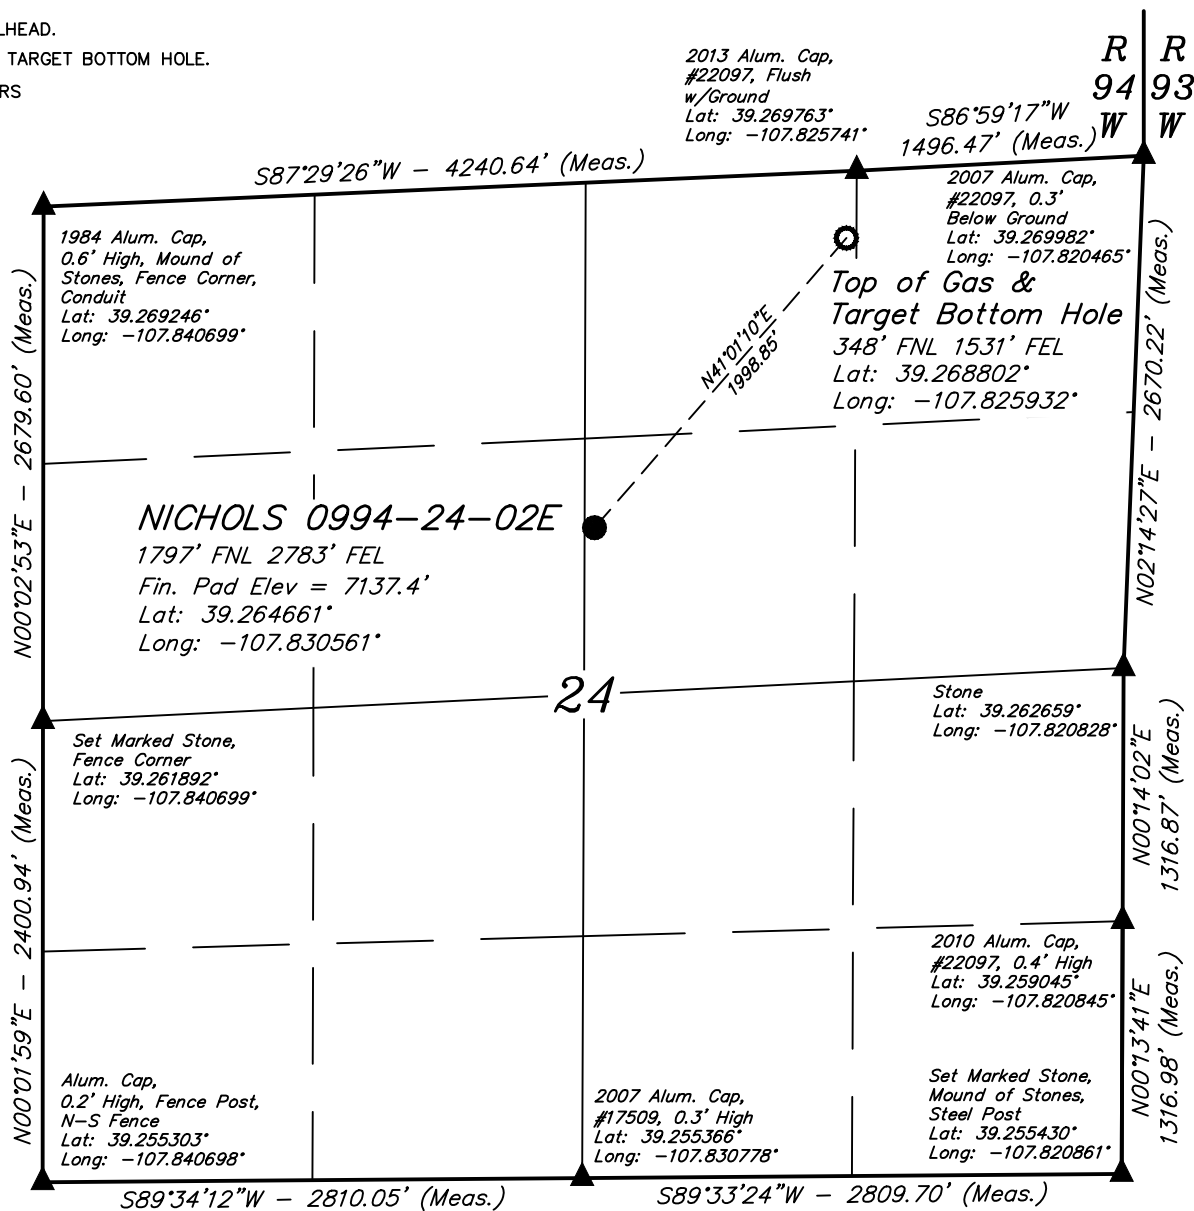 LHEAD.
TARGET BOTTOM HOLE.
RS
2013 Alum. Cap,
#22097, Flush
w/Ground
Lat: 39.269763°
Long: -107.825741°
R R
94 93
W W
S86°59'17"W
1496.47' (Meas.)
S87°29'26"W - 4240.64' (Meas.)
2007 Alum. Cap,
#22097, 0.3'
Below Ground
Lat: 39.269982°
Long: -107.820465°
1984 Alum. Cap,
0.6' High, Mound of
Stones, Fence Corner,
Conduit
Lat: 39.269246°
Long: -107.840699°
Top of Gas &
Target Bottom Hole
348' FNL 1531' FEL
Lat: 39.268802°
Long: -107.825932°
N41°01'10"E
1998.85'
N00°02'53"E - 2679.60' (Meas.)
N02°14'27"E - 2670.22' (Meas.)
NICHOLS 0994-24-02E
1797' FNL 2783' FEL
Fin. Pad Elev = 7137.4'
Lat: 39.264661°
Long: -107.830561°
24
Stone
Lat: 39.262659°
Long: -107.820828°
Set Marked Stone,
Fence Corner
Lat: 39.261892°
Long: -107.840699°
N00°14'02"E
1316.87' (Meas.)
N00°01'59"E - 2400.94' (Meas.)
2010 Alum. Cap,
#22097, 0.4' High
Lat: 39.259045°
Long: -107.820845°
N00°13'41"E
1316.98' (Meas.)
Alum. Cap,
0.2' High, Fence Post,
N-S Fence
Lat: 39.255303°
Long: -107.840698°
2007 Alum. Cap,
#17509, 0.3' High
Lat: 39.255366°
Long: -107.830778°
Set Marked Stone,
Mound of Stones,
Steel Post
Lat: 39.255430°
Long: -107.820861°
S89°34'12"W - 2810.05' (Meas.)
S89°33'24"W - 2809.70' (Meas.)